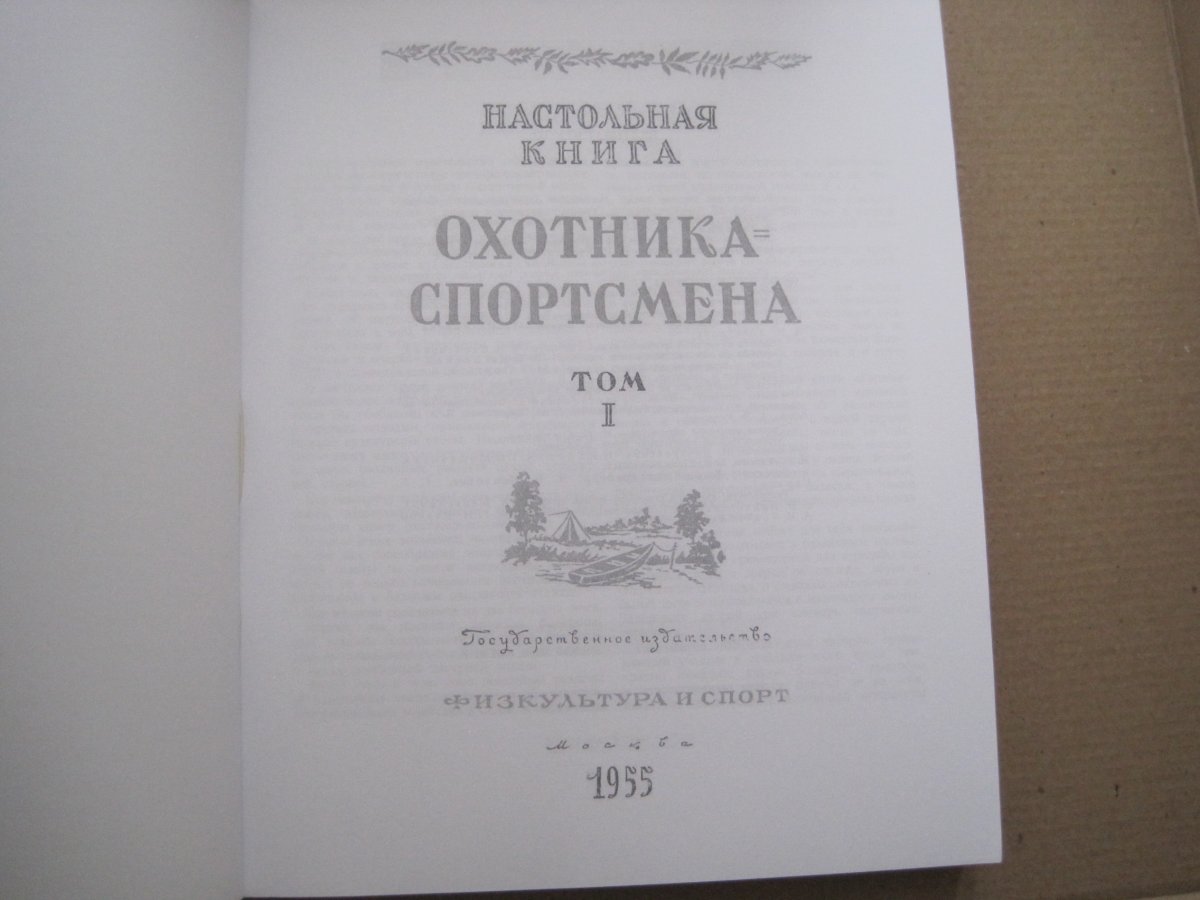 НАСТОЛЬНАЯ
КНИГА
ОХОТНИКА=
СПОРТСМЕНА
ТОМ
I
Государственное издательство
ФИЗКУЛЬТУРА И СПОРТ
Москва
1955